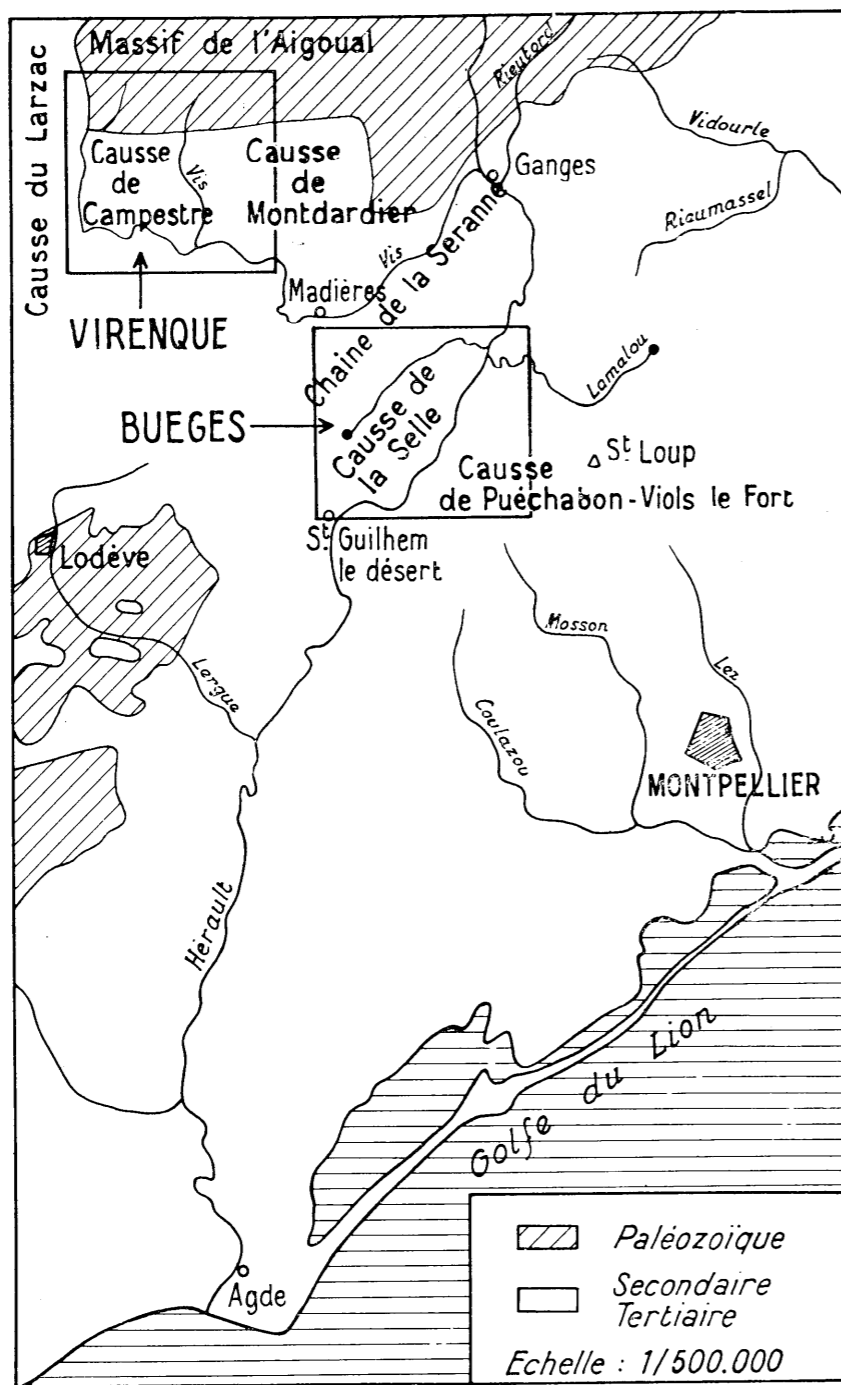 Massif de l'Aigoual
Rieutord
Causse du Larzac
Vidourle
Causse
de
Campestre
Vis
Causse
de
Montdardier
Ganges
Rieumassel
Vis
Madières
Chaine de la Séranne
VIRENQUE
Lamalou
BUEGES
Causse de
la Selle
St Loup
Causse
de Puéchabon-Viols le Fort
St Guilhem
le désert
Lodève
Mosson
Lez
Lergue
Coulazou
MONTPELLIER
Hérault
Golfe du Lion
Agde
Paléozoïque
Secondaire
Tertiaire
Echelle : 1/500.000